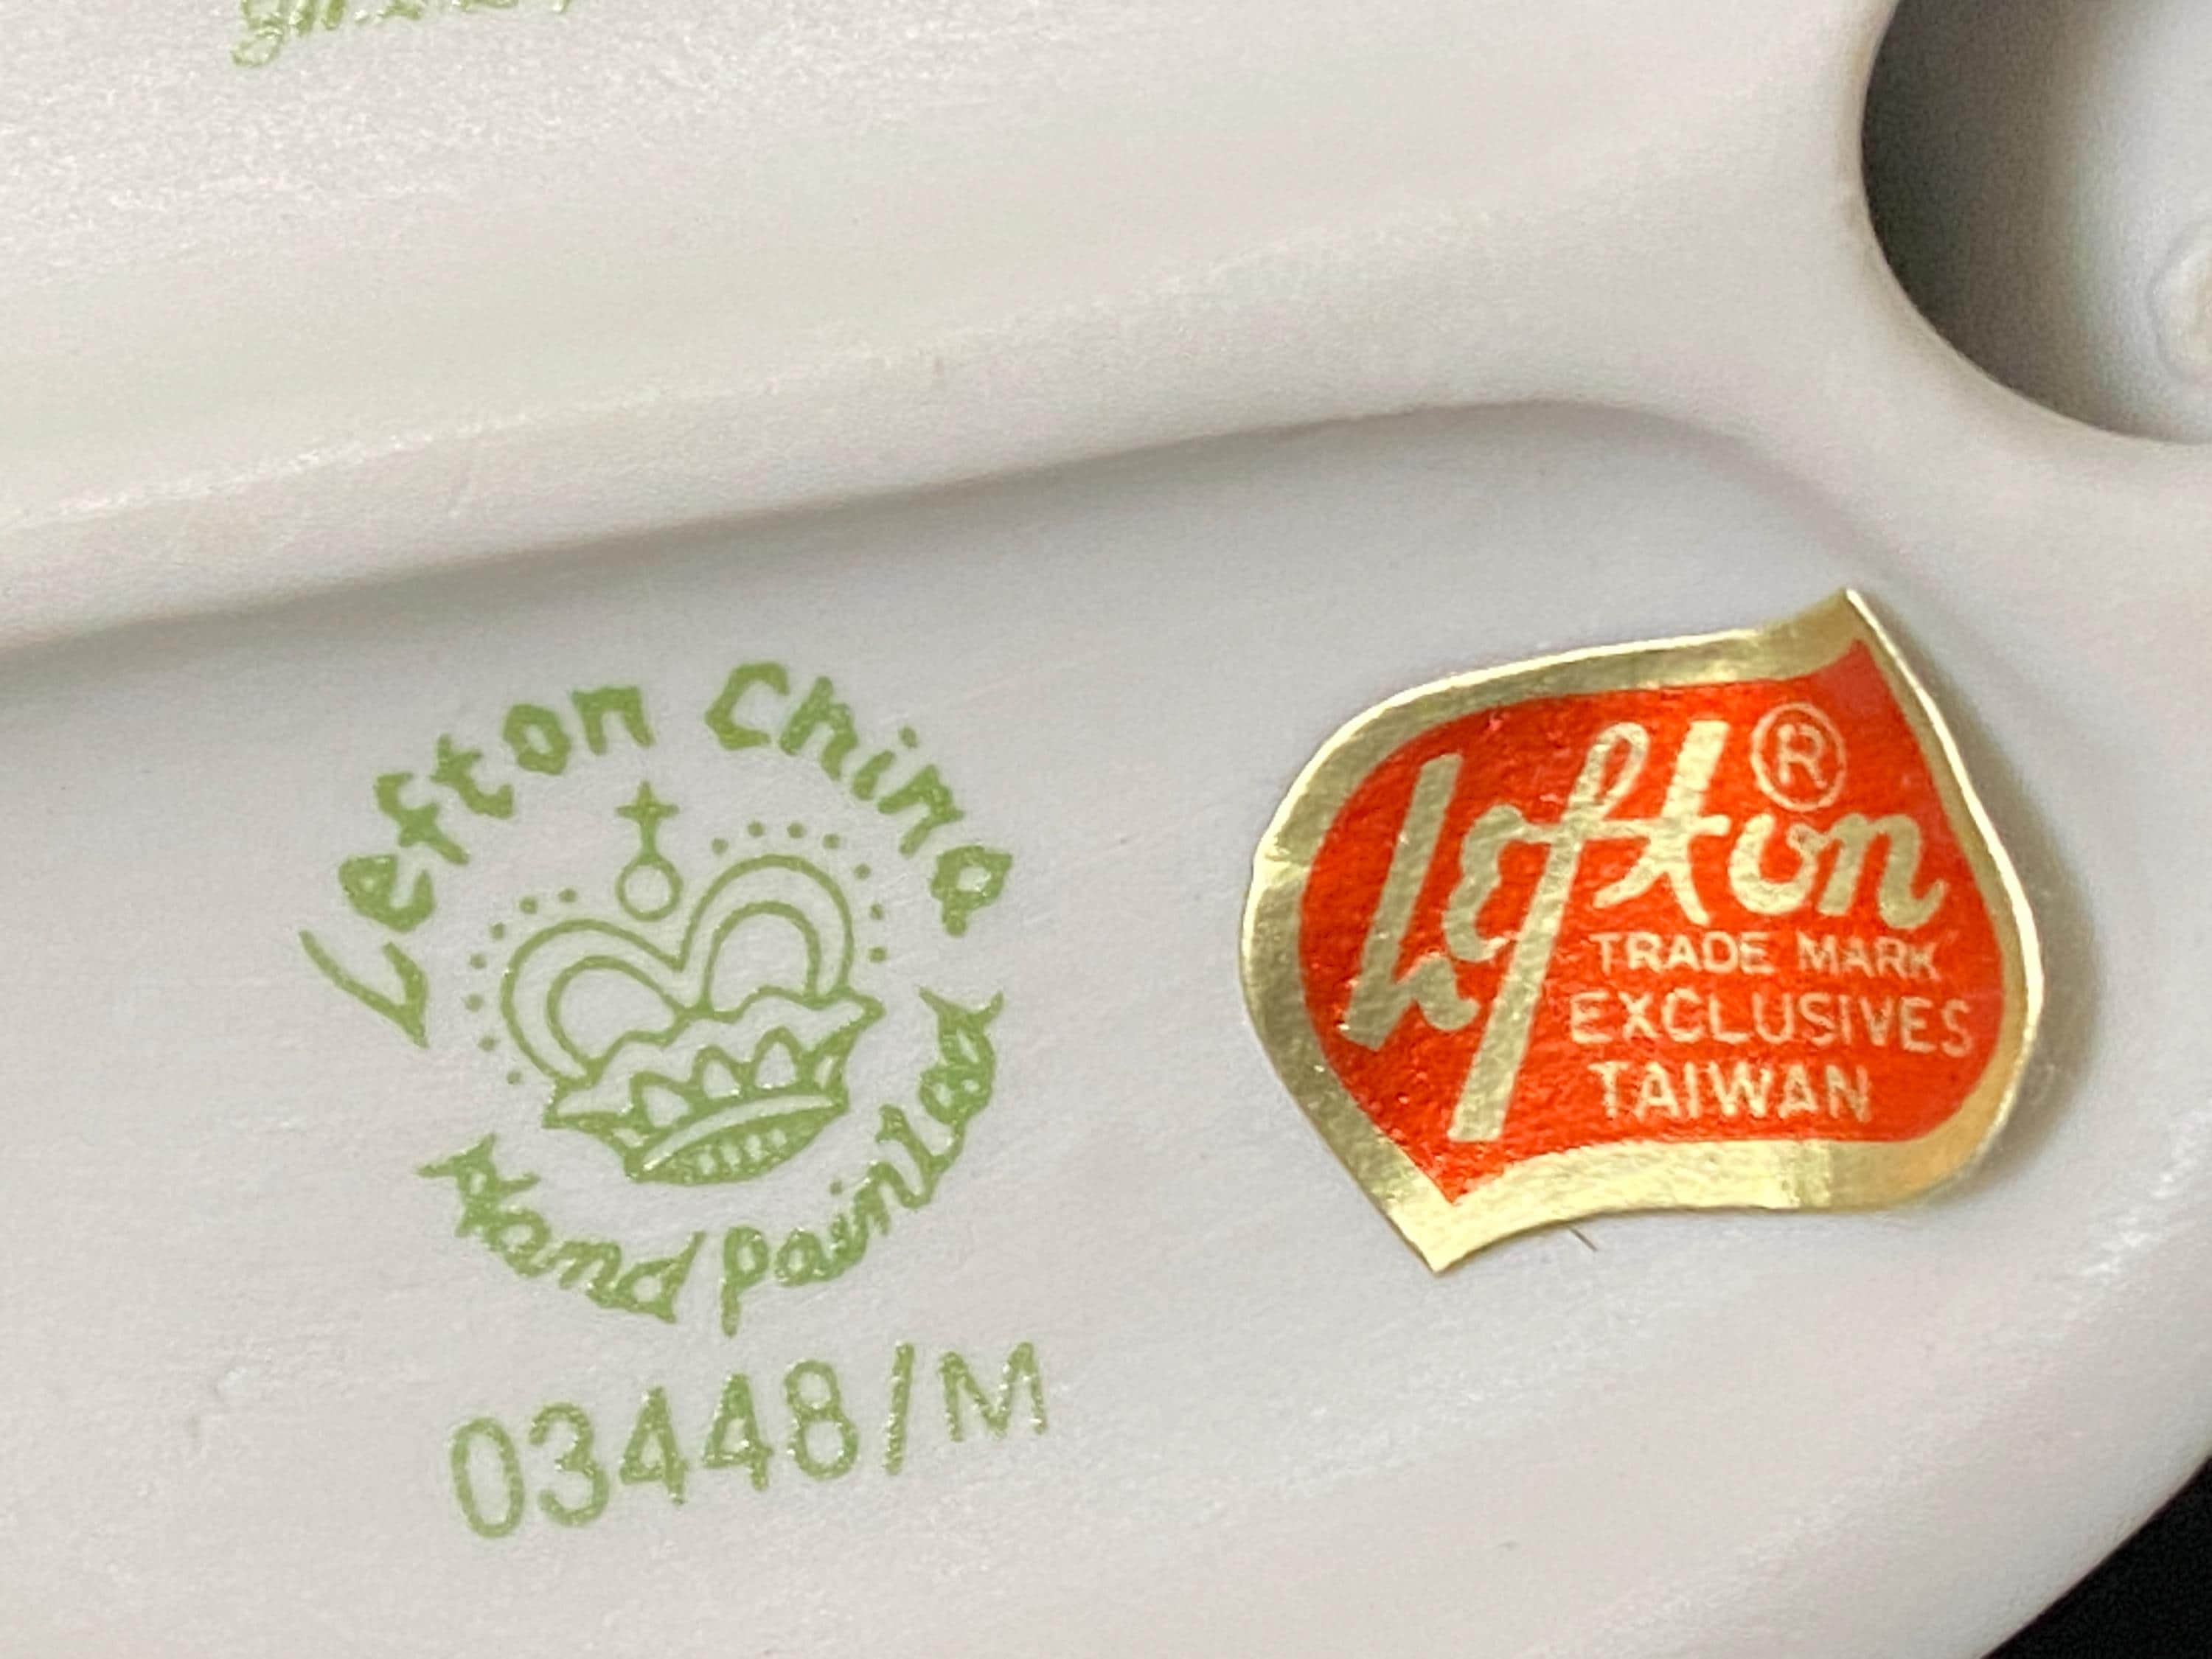 Lefton China
Hand Painted
03448/M
Lefton®
TRADE MARK
EXCLUSIVES
TAIWAN